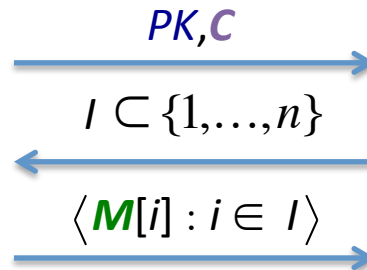 PK,C
I ⊂ {1,…,n}
⟨M[i] : i ∈ I⟩